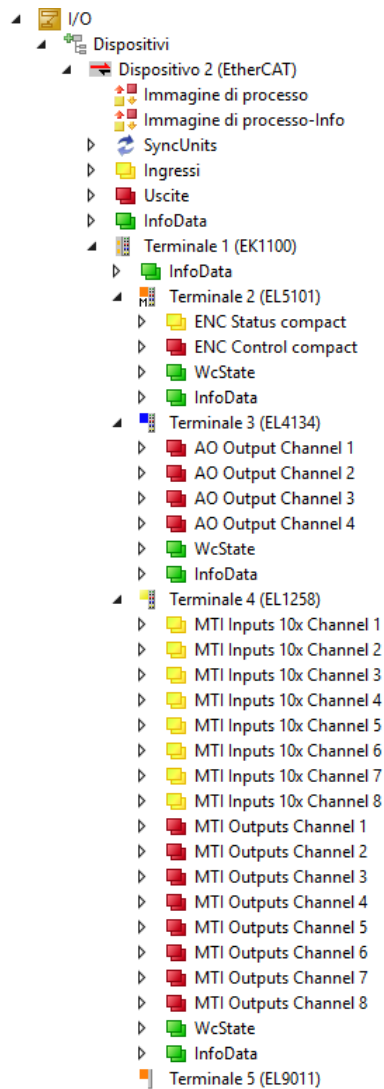 I/O
Dispositivi
Dispositivo 2 (EtherCAT)
Immagine di processo
Immagine di processo-Info
SyncUnits
Ingressi
Uscite
InfoData
Terminale 1 (EK1100)
InfoData
Terminale 2 (EL5101)
ENC Status compact
ENC Control compact
WcState
InfoData
Terminale 3 (EL4134)
AO Output Channel 1
AO Output Channel 2
AO Output Channel 3
AO Output Channel 4
WcState
InfoData
Terminale 4 (EL1258)
MTI Inputs 10x Channel 1
MTI Inputs 10x Channel 2
MTI Inputs 10x Channel 3
MTI Inputs 10x Channel 4
MTI Inputs 10x Channel 5
MTI Inputs 10x Channel 6
MTI Inputs 10x Channel 7
MTI Inputs 10x Channel 8
MTI Outputs Channel 1
MTI Outputs Channel 2
MTI Outputs Channel 3
MTI Outputs Channel 4
MTI Outputs Channel 5
MTI Outputs Channel 6
MTI Outputs Channel 7
MTI Outputs Channel 8
WcState
InfoData
Terminale 5 (EL9011)